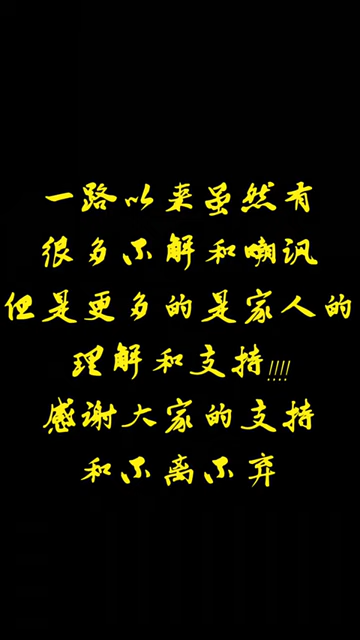 一路以来虽然有
很多不解和嘲讽
但是更多的是家人的
理解和支持!!!!
感谢大家的支持
和不离不弃